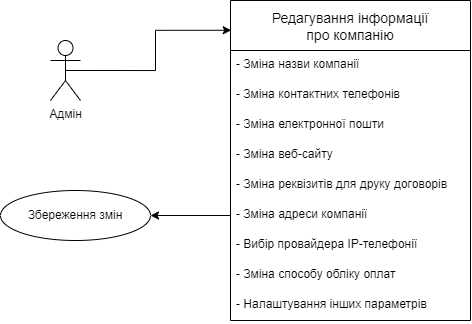 Редагування інформації
про компанію
Адмін
- Зміна назви компанії
- Зміна контактних телефонів
- Зміна електронної пошти
- Зміна веб-сайту
- Зміна реквізитів для друку договорів
- Зміна адреси компанії
- Вибір провайдера IP-телефонії
- Зміна способу обліку оплат
- Налаштування інших параметрів
Збереження змін